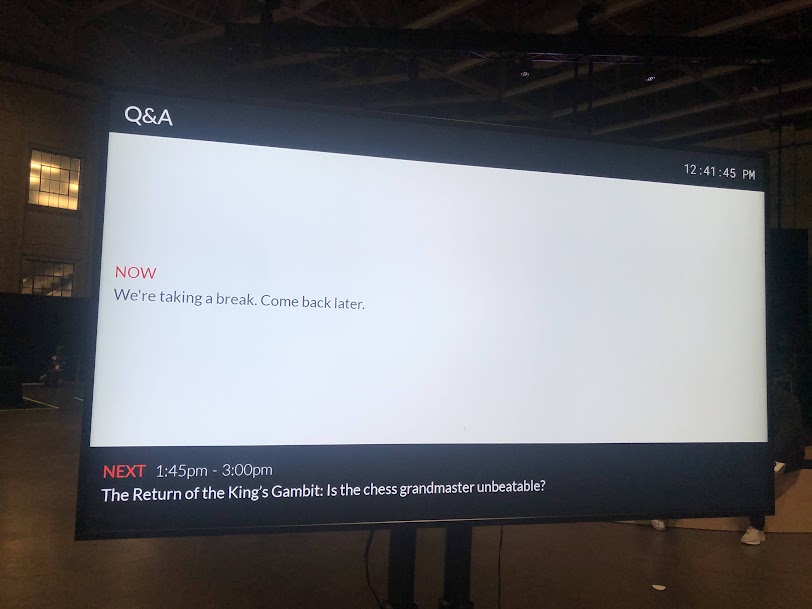 Q&A
12:41:45 PM
NOW
We're taking a break. Come back later.
NEXT 1:45pm - 3:00pm
The Return of the King's Gambit: Is the chess grandmaster unbeatable?